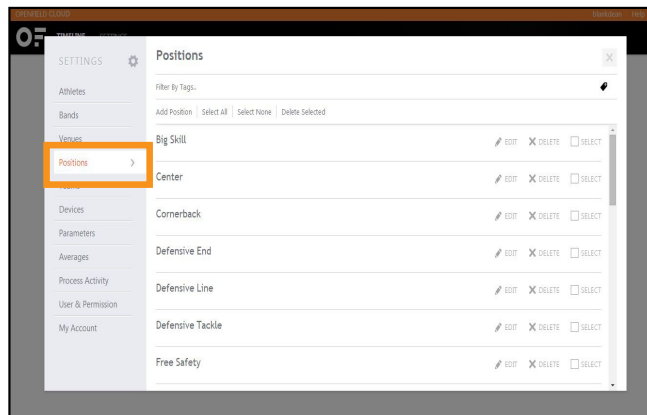 OPENFIELD CLOUD
Help
OF TIMELINE SETTINGS
SETTINGS
Athletes
Bands
Venues
Positions >
Devices
Parameters
Averages
Process Activity
User & Permission
My Account
Positions
Filter By Tags..
Add Position Select All Select None Delete Selected
Big Skill EDIT DELETE SELECT
Center EDIT DELETE SELECT
Cornerback EDIT DELETE SELECT
Defensive End EDIT DELETE SELECT
Defensive Line EDIT DELETE SELECT
Defensive Tackle EDIT DELETE SELECT
Free Safety EDIT DELETE SELECT